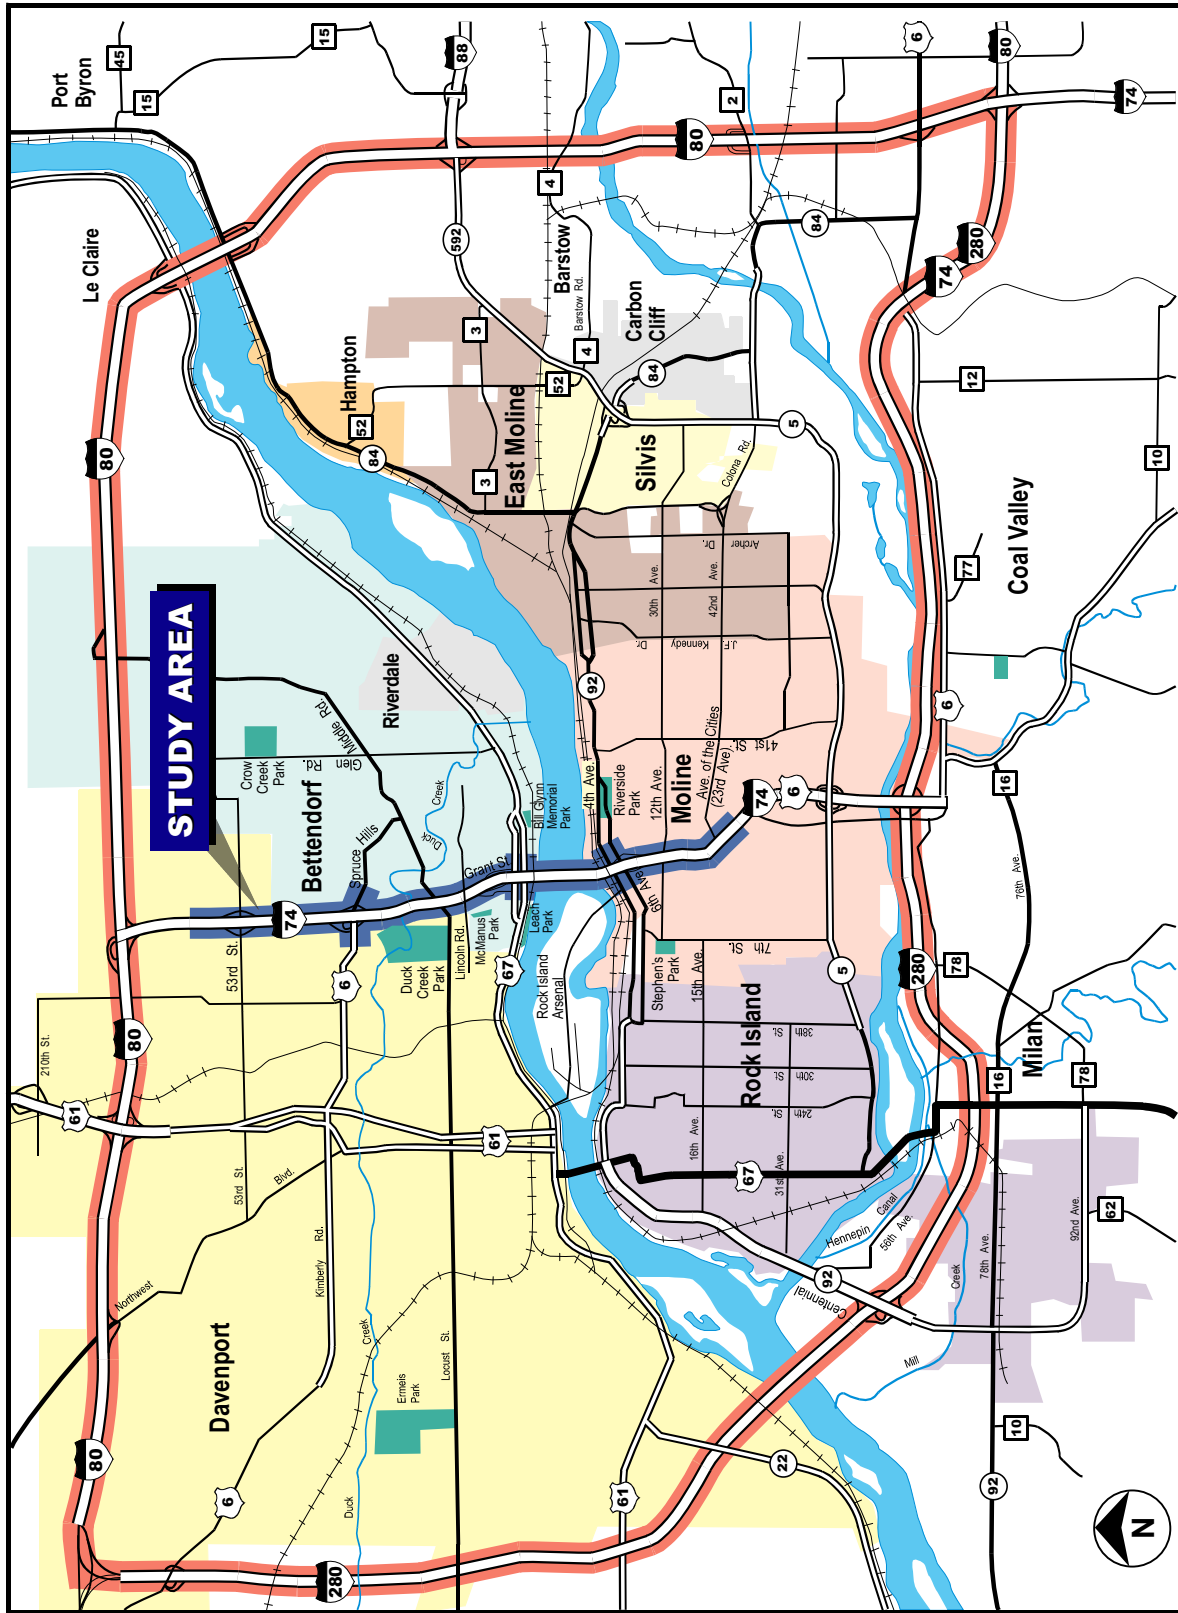 Port
Byron
45
15
15
88
6
80
74
2
80
4
Le Claire
592
84
280
74
Barstow
Barstow Rd.
4
Carbon
Cliff
3
84
12
10
Hampton
52
52
84
80
East Moline
3
Silvis
5
Colona Rd.
Coal Valley
77
Archer Dr.
30th Ave.
42nd Ave.
J.F. Kennedy Dr.
STUDY AREA
Riverdale
92
6
16
Middle Rd.
Glen Rd.
Crow
Creek
Park
Bettendorf
Spruce Hills
Duck Creek
Grant St.
Bill Glynn
Memorial
Park
4th Ave.
Riverside
Park
12th Ave.
Moline
Ave. of the Cities
(23rd Ave)
41st St.
74
6
76th Ave.
74
53rd St.
6
Duck
Creek
Park
Lincoln Rd.
McManus
Park
Leach
Park
67
6th Ave.
Rock Island
Arsenal
Stephen's
Park
15th Ave.
7th St.
5
280
78
Rock Island
38th St.
30th St.
24th St.
Milan
16
78
210th St.
61
80
61
53rd St.
Blvd.
Northwest
Kimberly Rd.
16th Ave.
67
31st Ave.
Hennepin Canal
56th Ave.
92
Centennial
Mill Creek
78th Ave.
92nd Ave.
62
Davenport
Duck Creek
Locust St.
Ermeis
Park
80
6
280
61
22
10
92
N